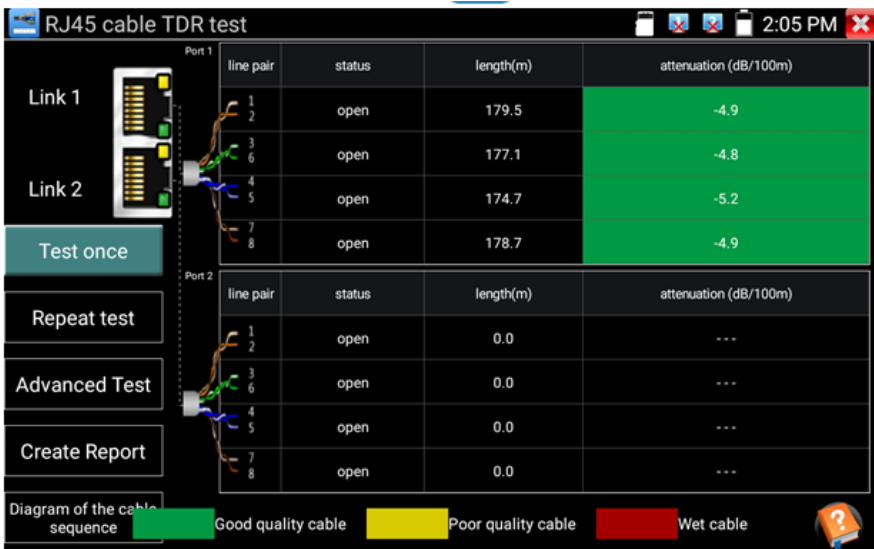 RJ45 cable TDR test
2:05 PM
Link 1
Link 2
Test once
Repeat test
Advanced Test
Create Report
Diagram of the cable
sequence
Port 1
line pair status length(m) attenuation (dB/100m)
1
2 open 179.5 -4.9
3
6 open 177.1 -4.8
4
5 open 174.7 -5.2
7
8 open 178.7 -4.9
Port 2
line pair status length(m) attenuation (dB/100m)
1
2 open 0.0 ---
3
6 open 0.0 ---
4
5 open 0.0 ---
7
8 open 0.0 ---
Good quality cable Poor quality cable Wet cable
?